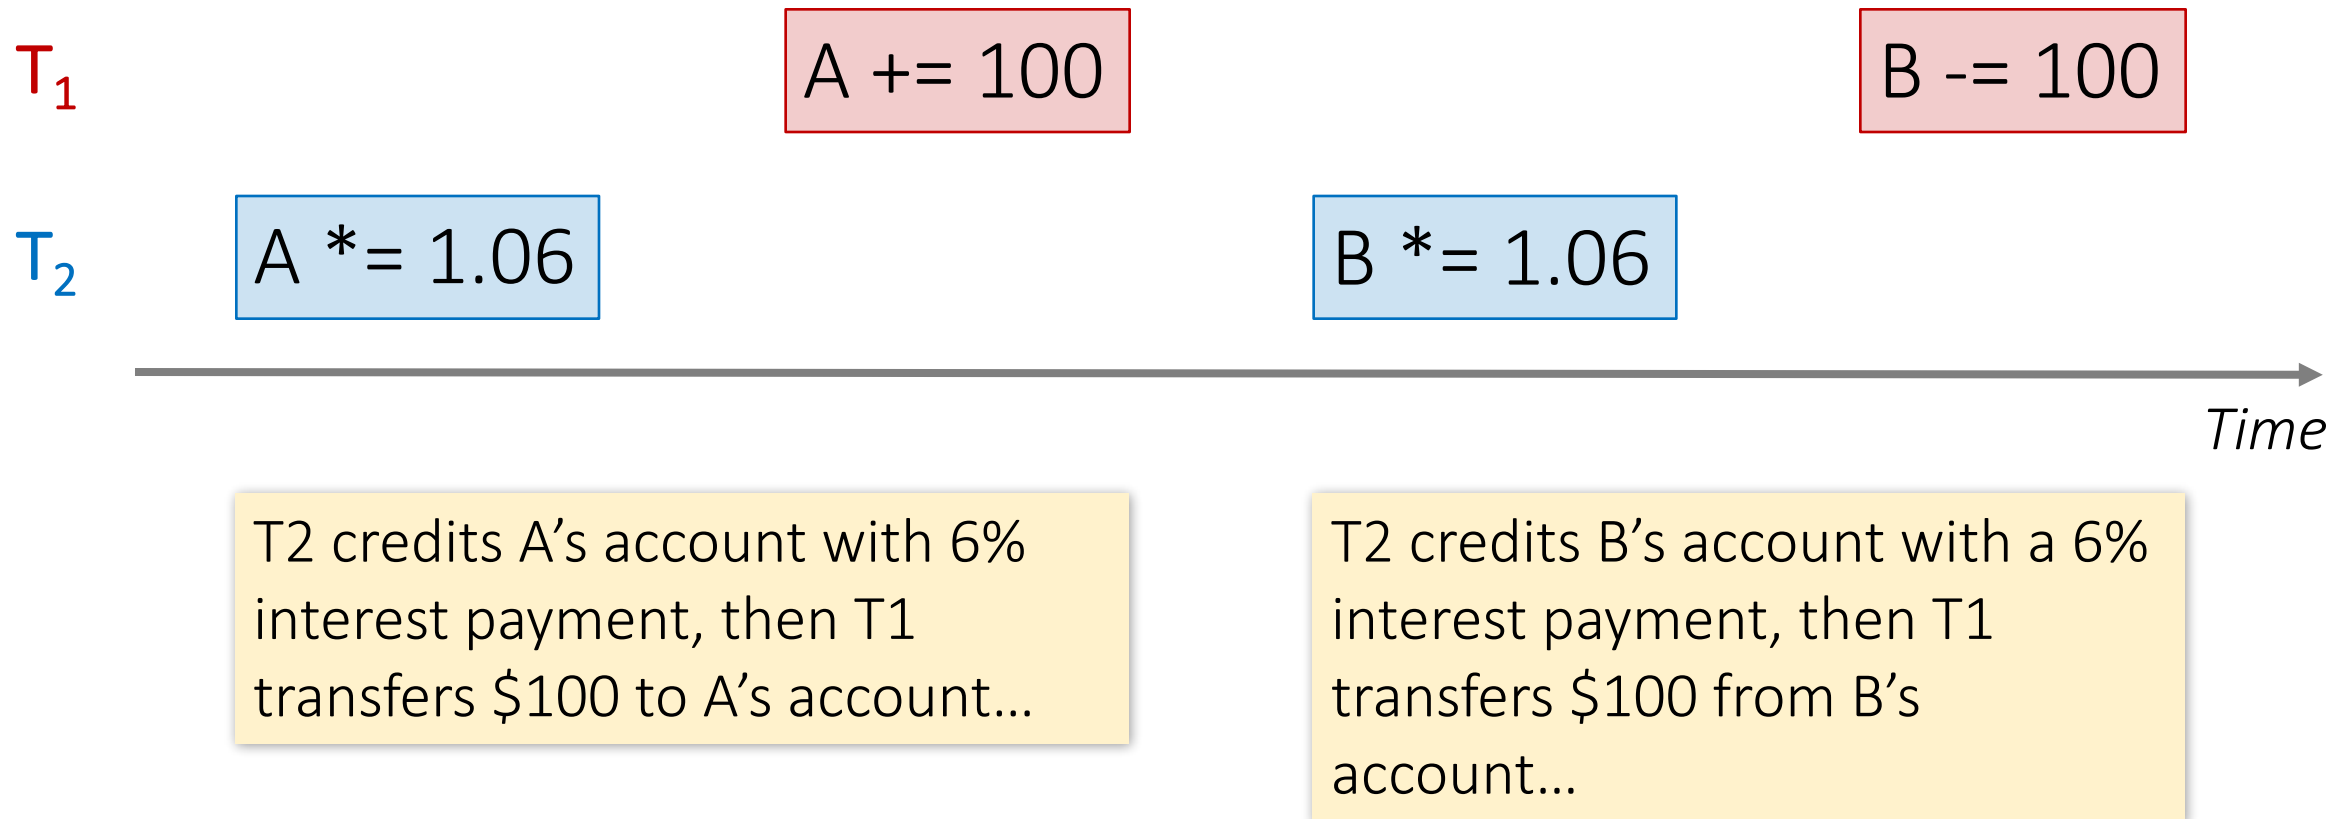 T1
A += 100
B -= 100
T2
A *= 1.06
B *= 1.06
Time
T2 credits A’s account with 6%
interest payment, then T1
transfers $100 to A’s account…
T2 credits B’s account with a 6%
interest payment, then T1
transfers $100 from B’s
account…